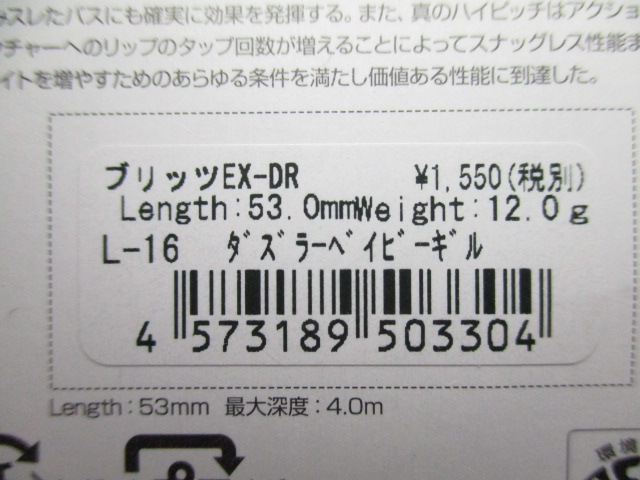 スレしたバスにも確実に効果を発揮する。また、真のハイピッチはアクショ
チャーへのリップのタップ回数が増えることによってスナッグレス性能ま
イトを増やすためのあらゆる条件を満たし価値ある性能に到達した。
ブリッツEX-DR ¥1,550(税別)
Length:53.0mmWeight:12.0g
L-16 ﾀﾞｽﾞﾗｰﾍﾞｲﾋﾞｰｷﾞﾙ
4 573189 503304
Length：53mm 最大深度：4.0m
環境